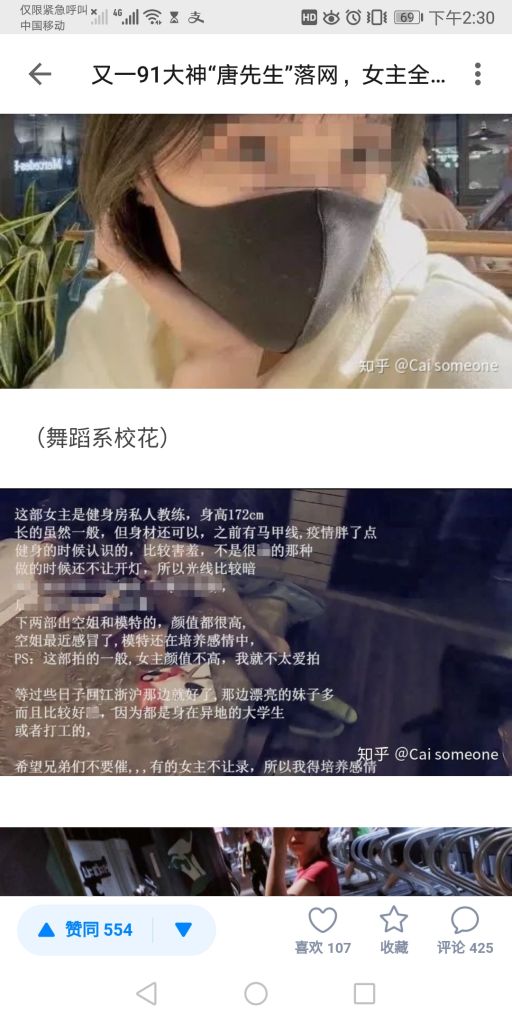 仅限紧急呼叫
中国移动
4G
HD
69
下午2:30
又一91大神“唐先生”落网，女主全...
Mercedes
知乎 @Cai someone
（舞蹈系校花）
这部女主是健身房私人教练，身高172cm
长的虽然一般，但身材还可以，之前有马甲线,疫情胖了点
健身的时候认识的，比较害羞，不是很 的那种
做的时候还不让开灯，所以光线比较暗
下两部出空姐和模特的，颜值都很高,
空姐最近感冒了,模特还在培养感情中，
PS：这部拍的一般,女主颜值不高，我就不太爱拍
等过些日子回江浙沪那边就好了,那边漂亮的妹子多
而且比较好 ，因为都是身在异地的大学生
或者打工的，
知乎 @Cai someone
希望兄弟们不要催,,,有的女主不让录，所以我得培养感情
赞同 554
喜欢 107
收藏
评论 425